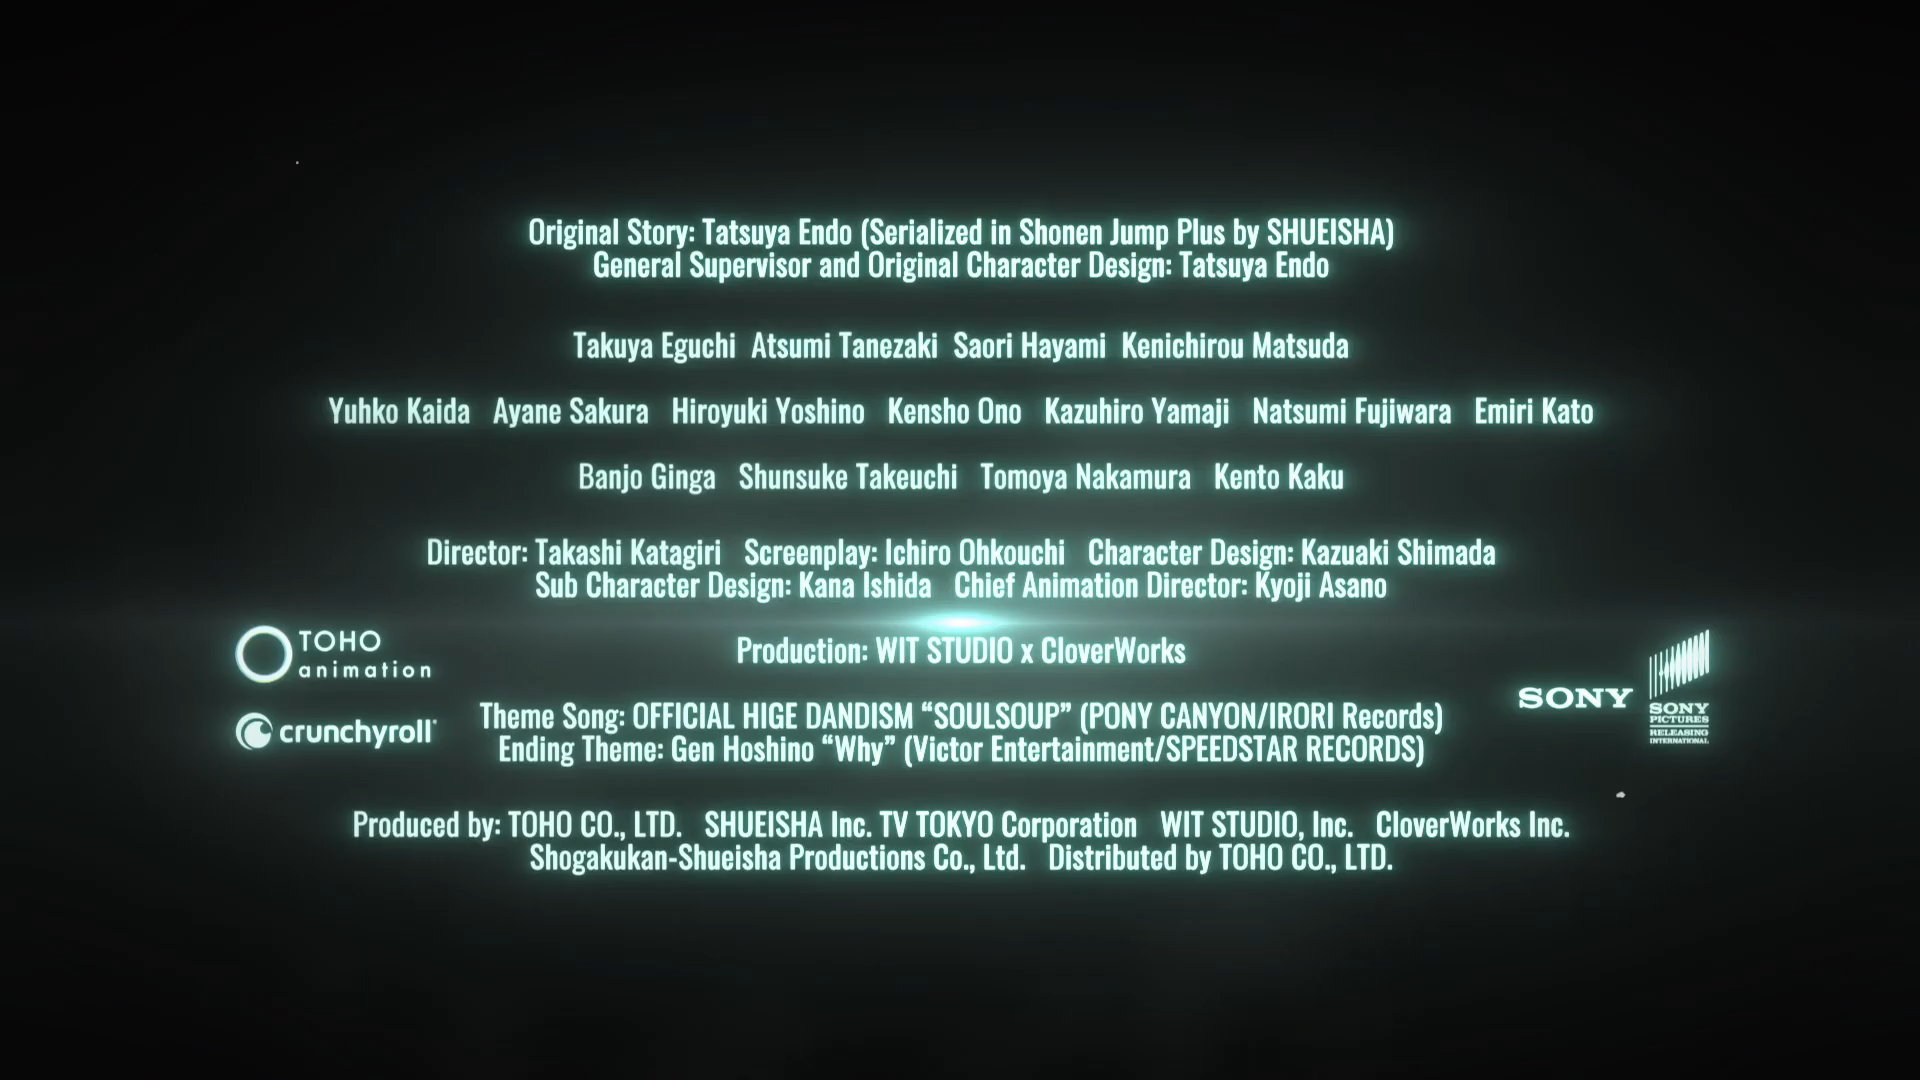 Original Story: Tatsuya Endo (Serialized in Shonen Jump Plus by SHUEISHA)
General Supervisor and Original Character Design: Tatsuya Endo
Takuya Eguchi Atsumi Tanezaki Saori Hayami Kenichirou Matsuda
Yuhko Kaida Ayane Sakura Hiroyuki Yoshino Kensho Ono Kazuhiro Yamaji Natsumi Fujiwara Emiri Kato
Banjo Ginga Shunsuke Takeuchi Tomoya Nakamura Kento Kaku
Director: Takashi Katagiri Screenplay: Ichiro Ohkouchi Character Design: Kazuaki Shimada
Sub Character Design: Kana Ishida Chief Animation Director: Kyoji Asano
Production: WIT STUDIO x CloverWorks
Theme Song: OFFICIAL HIGE DANDISM “SOULSOUP” (PONY CANYON/IRORI Records)
Ending Theme: Gen Hoshino “Why” (Victor Entertainment/SPEEDSTAR RECORDS)
Produced by: TOHO CO., LTD. SHUEISHA Inc. TV TOKYO Corporation WIT STUDIO, Inc. CloverWorks Inc.
Shogakukan-Shueisha Productions Co., Ltd. Distributed by TOHO CO., LTD.
TOHO
animation
crunchyroll
SONY
SONY
PICTURES
RELEASING
INTERNATIONAL